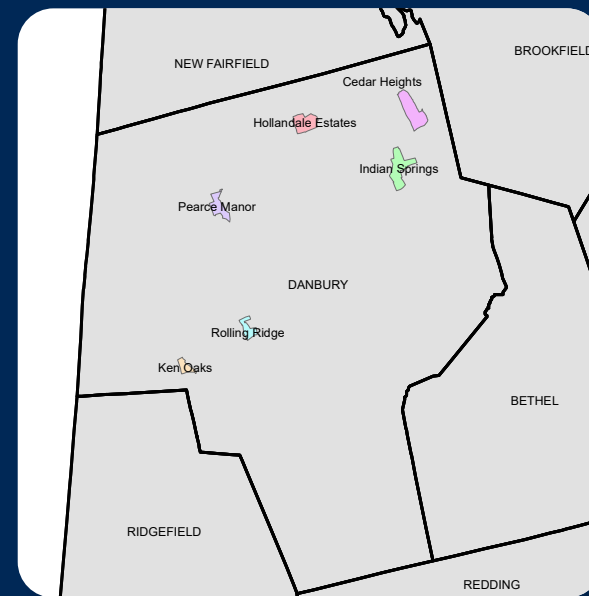 NEW FAIRFIELD
BROOKFIELD
Cedar Heights
Hollandale Estates
Indian Springs
Pearce Manor
DANBURY
Rolling Ridge
Ken Oaks
BETHEL
RIDGEFIELD
REDDING